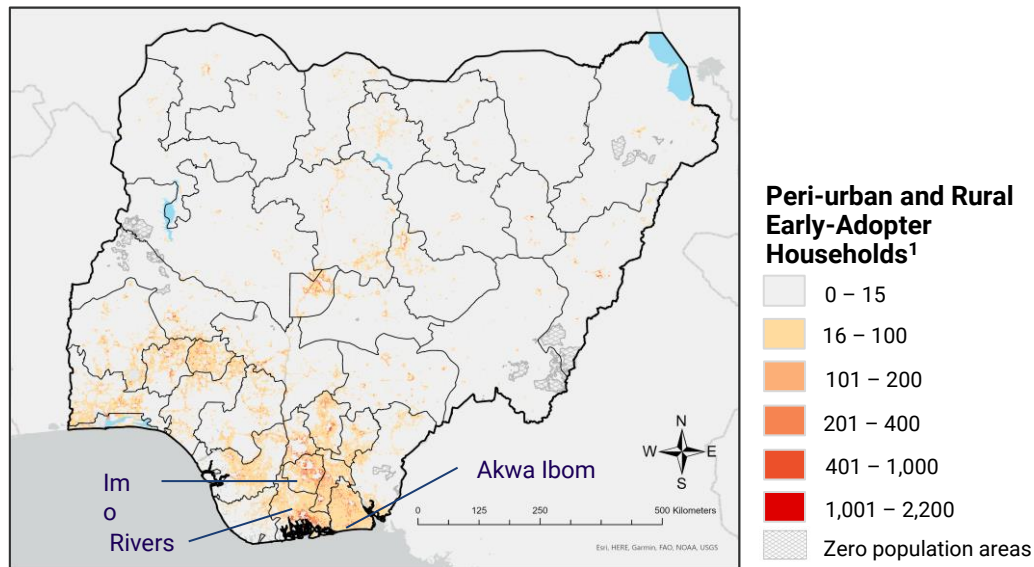 Peri-urban and Rural
Early-Adopter
Households¹
0 – 15
16 – 100
101 – 200
201 – 400
401 – 1,000
1,001 – 2,200
Zero population areas
N
W E
S
Akwa Ibom
Im
o
Rivers
0 125 250 500 Kilometers
Esri, HERE, Garmin, FAO, NOAA, USGS